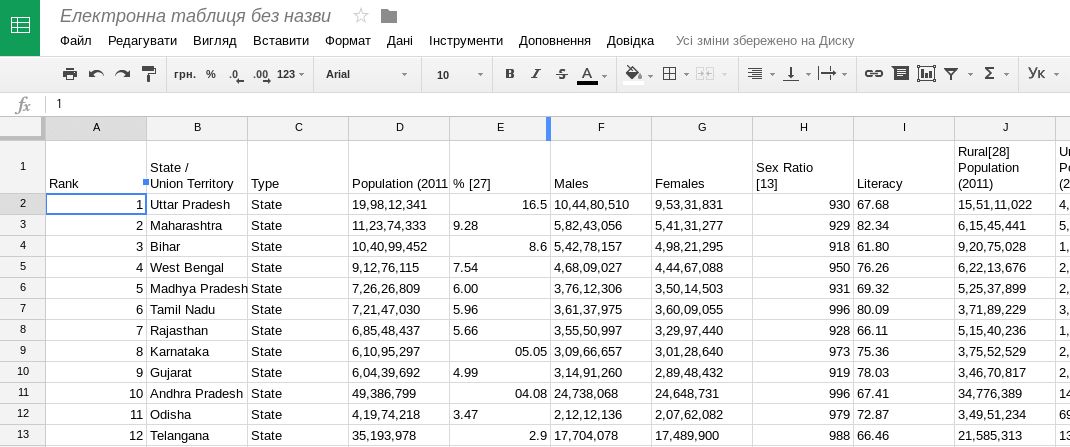 Електронна таблиця без назви
Файл Редагувати Вигляд Вставити Формат Дані Інструменти Доповнення Довідка Усі зміни збережено на Диску
грн. % .0 .00 123 Arial 10 B I S A Σ Ук
fx 1
A B C D E F G H I J
1 Rank State / Union Territory Type Population (2011 % [27] Males Females Sex Ratio [13] Literacy Rural[28] Population (2011)
2 1 Uttar Pradesh State 19,98,12,341 16.5 10,44,80,510 9,53,31,831 930 67.68 15,51,11,022 4,
3 2 Maharashtra State 11,23,74,333 9.28 5,82,43,056 5,41,31,277 929 82.34 6,15,45,441 5,
4 3 Bihar State 10,40,99,452 8.6 5,42,78,157 4,98,21,295 918 61.80 9,20,75,028 1,
5 4 West Bengal State 9,12,76,115 7.54 4,68,09,027 4,44,67,088 950 76.26 6,22,13,676 2,
6 5 Madhya Pradesh State 7,26,26,809 6.00 3,76,12,306 3,50,14,503 931 69.32 5,25,37,899 2,
7 6 Tamil Nadu State 7,21,47,030 5.96 3,61,37,975 3,60,09,055 996 80.09 3,71,89,229 3,
8 7 Rajasthan State 6,85,48,437 5.66 3,55,50,997 3,29,97,440 928 66.11 5,15,40,236 1,
9 8 Karnataka State 6,10,95,297 05.05 3,09,66,657 3,01,28,640 973 75.36 3,75,52,529 2,
10 9 Gujarat State 6,04,39,692 4.99 3,14,91,260 2,89,48,432 919 78.03 3,46,70,817 2,
11 10 Andhra Pradesh State 49,386,799 04.08 24,738,068 24,648,731 996 67.41 34,776,389 14
12 11 Odisha State 4,19,74,218 3.47 2,12,12,136 2,07,62,082 979 72.87 3,49,51,234 69
13 12 Telangana State 35,193,978 2.9 17,704,078 17,489,900 988 66.46 21,585,313 13